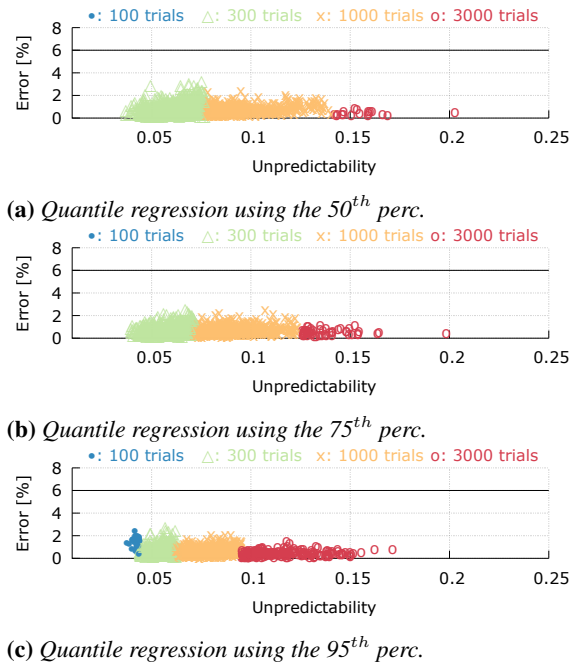 •: 100 trials △: 300 trials x: 1000 trials o: 3000 trials
8
6
4
2
0
Error [%]
0.05 0.1 0.15 0.2 0.25
Unpredictability
(a) Quantile regression using the 50th perc.
•: 100 trials △: 300 trials x: 1000 trials o: 3000 trials
8
6
4
2
0
Error [%]
0.05 0.1 0.15 0.2 0.25
Unpredictability
(b) Quantile regression using the 75th perc.
•: 100 trials △: 300 trials x: 1000 trials o: 3000 trials
8
6
4
2
0
Error [%]
0.05 0.1 0.15 0.2 0.25
Unpredictability
(c) Quantile regression using the 95th perc.